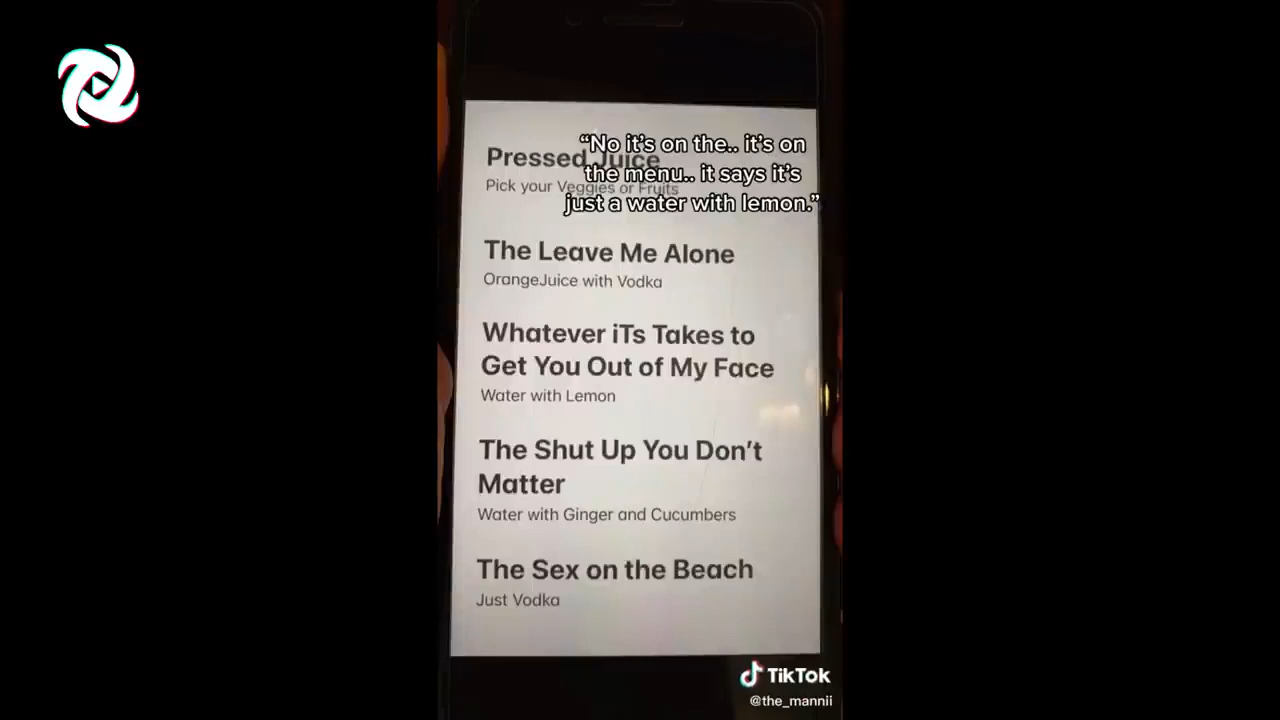 “No it’s on the.. it’s on
the menu.. it says it’s
just a water with lemon.”
Pressed Juice
Pick your Veggies or Fruits
The Leave Me Alone
OrangeJuice with Vodka
Whatever iTs Takes to
Get You Out of My Face
Water with Lemon
The Shut Up You Don’t
Matter
Water with Ginger and Cucumbers
The Sex on the Beach
Just Vodka
TikTok
@the_mannii